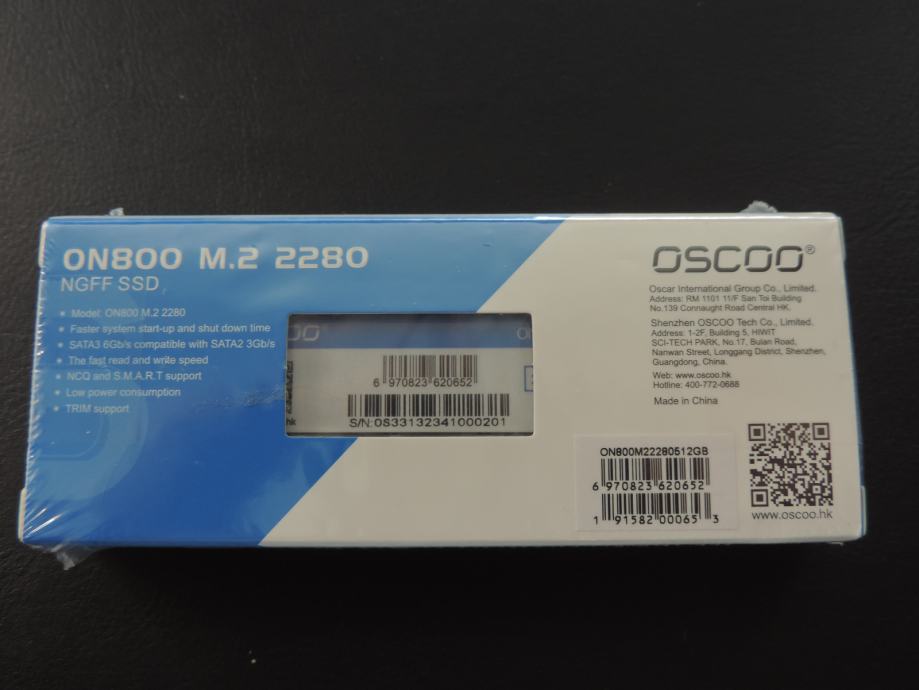 ON800 M.2 2280
NGFF SSD
Model: ON800 M.2 2280
Faster system start-up and shut down time
SATA3 6Gb/s compatible with SATA2 3Gb/s
The fast read and write speed
NCQ and S.M.A.R.T support
Low power consumption
TRIM support
6 970823 620652
S/N:0S33132341000201
hk
OSCOO®
Oscar International Group Co., Limited.
Address: RM 1101 11/F San Toi Building
No.139 Connaught Road Central HK.
Shenzhen OSCOO Tech Co., Limited.
Address: 1-2F, Building 5, HIWIT
SCI-TECH PARK, No.17, Bulan Road,
Nanwan Street, Longgang District, Shenzhen,
Guangdong, China.
Web: www.oscoo.hk
Hotline: 400-772-0688
Made in China
ON800M22280512GB
6 970823 620652
1 91582 00065 3
www.oscoo.hk